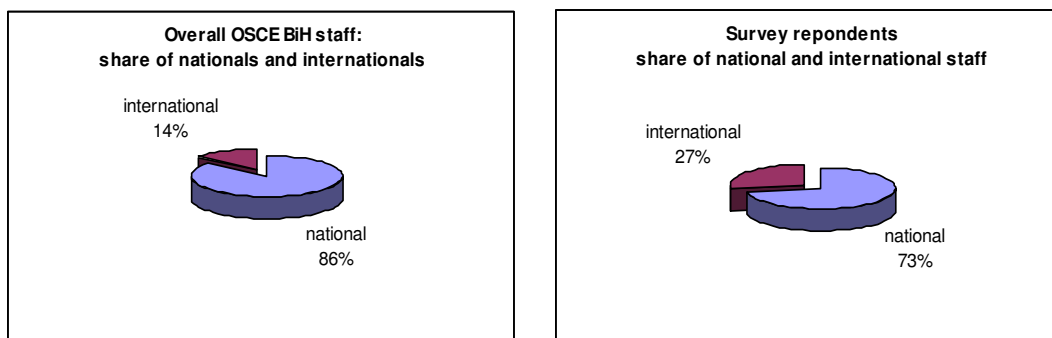 Overall OSCE BiH staff:
share of nationals and internationals
international
14%
national
86%
Survey repondents
share of national and international staff
international
27%
national
73%